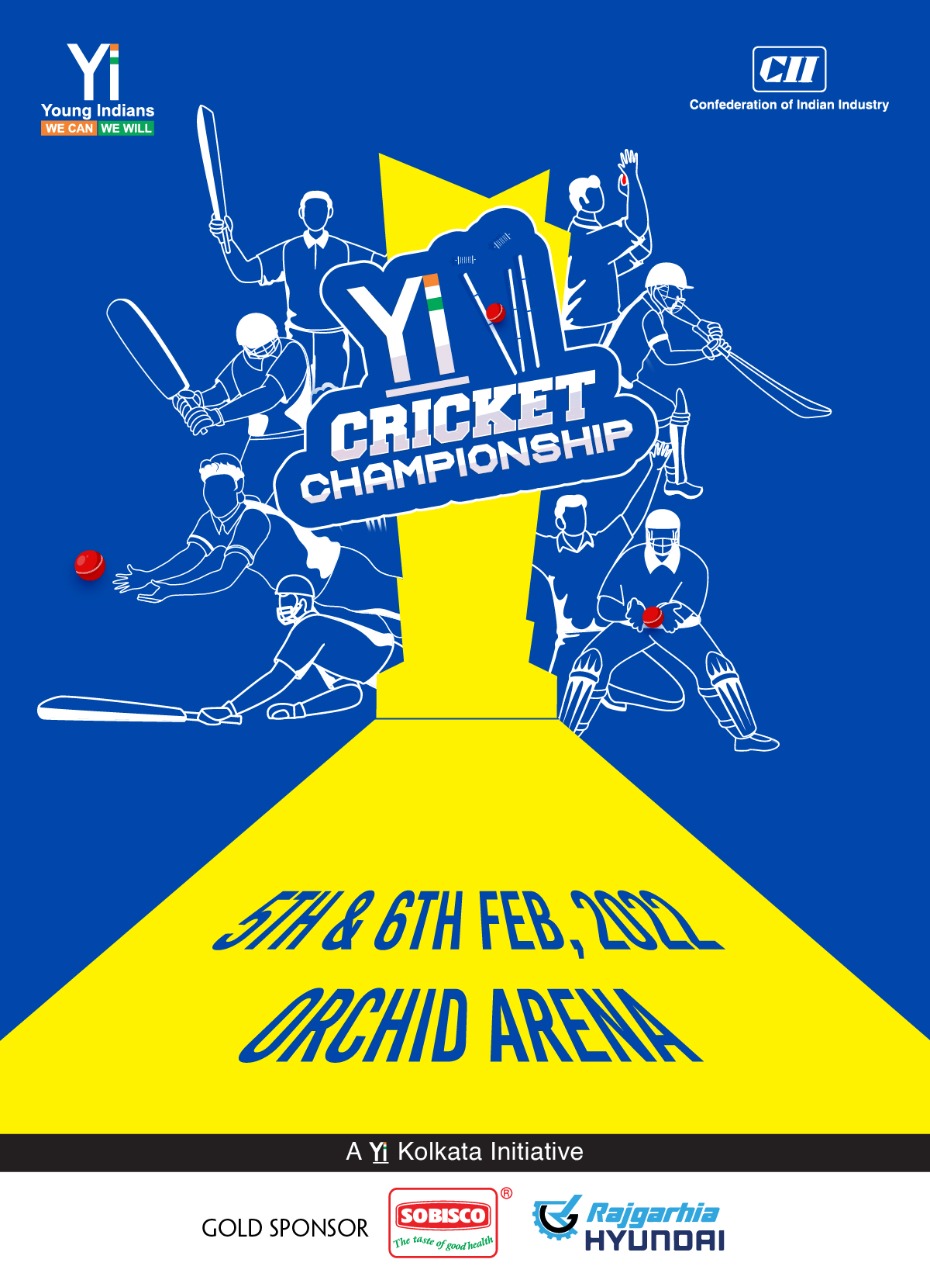 Yi
Young Indians
WE CAN WE WILL
CII
Confederation of Indian Industry
Yi
CRICKET
CHAMPIONSHIP
5TH & 6TH FEB, 2022
ORCHID ARENA
A Yi Kolkata Initiative
GOLD SPONSOR
SOBISCO
®
The taste of good health
Rajgarhia
HYUNDAI